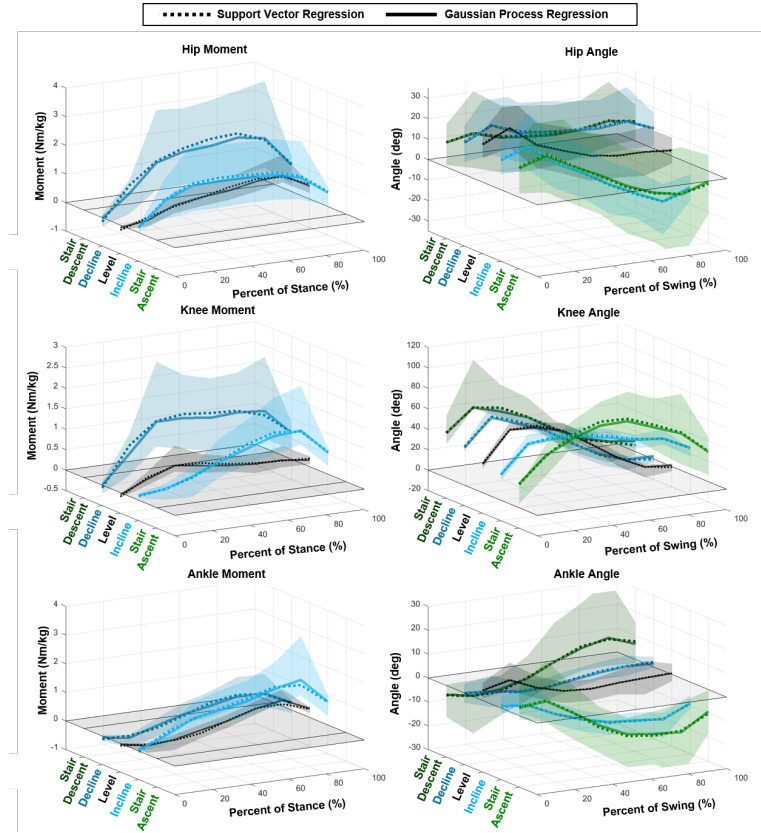 Support Vector Regression Gaussian Process Regression
Hip Moment
Moment (Nm/kg)
4
3
2
1
0
-1
Stair
Descent
Decline
Level
Incline
Stair
Ascent
0
20
40
60
80
100
Percent of Stance (%)
Hip Angle
Angle (deg)
30
20
10
0
-10
-20
-30
Stair
Descent
Decline
Level
Incline
Stair
Ascent
0
20
40
60
80
100
Percent of Swing (%)
Knee Moment
Moment (Nm/kg)
3
2.5
2
1.5
1
0.5
0
-0.5
Stair
Descent
Decline
Level
Incline
Stair
Ascent
0
20
40
60
80
100
Percent of Stance (%)
Knee Angle
Angle (deg)
120
100
80
60
40
20
0
-20
Stair
Descent
Decline
Level
Incline
Stair
Ascent
0
20
40
60
80
100
Percent of Swing (%)
Ankle Moment
Moment (Nm/kg)
4
3
2
1
0
-1
Stair
Descent
Decline
Level
Incline
Stair
Ascent
0
20
40
60
80
100
Percent of Stance (%)
Ankle Angle
Angle (deg)
30
20
10
0
-10
-20
-30
Stair
Descent
Decline
Level
Incline
Stair
Ascent
0
20
40
60
80
100
Percent of Swing (%)